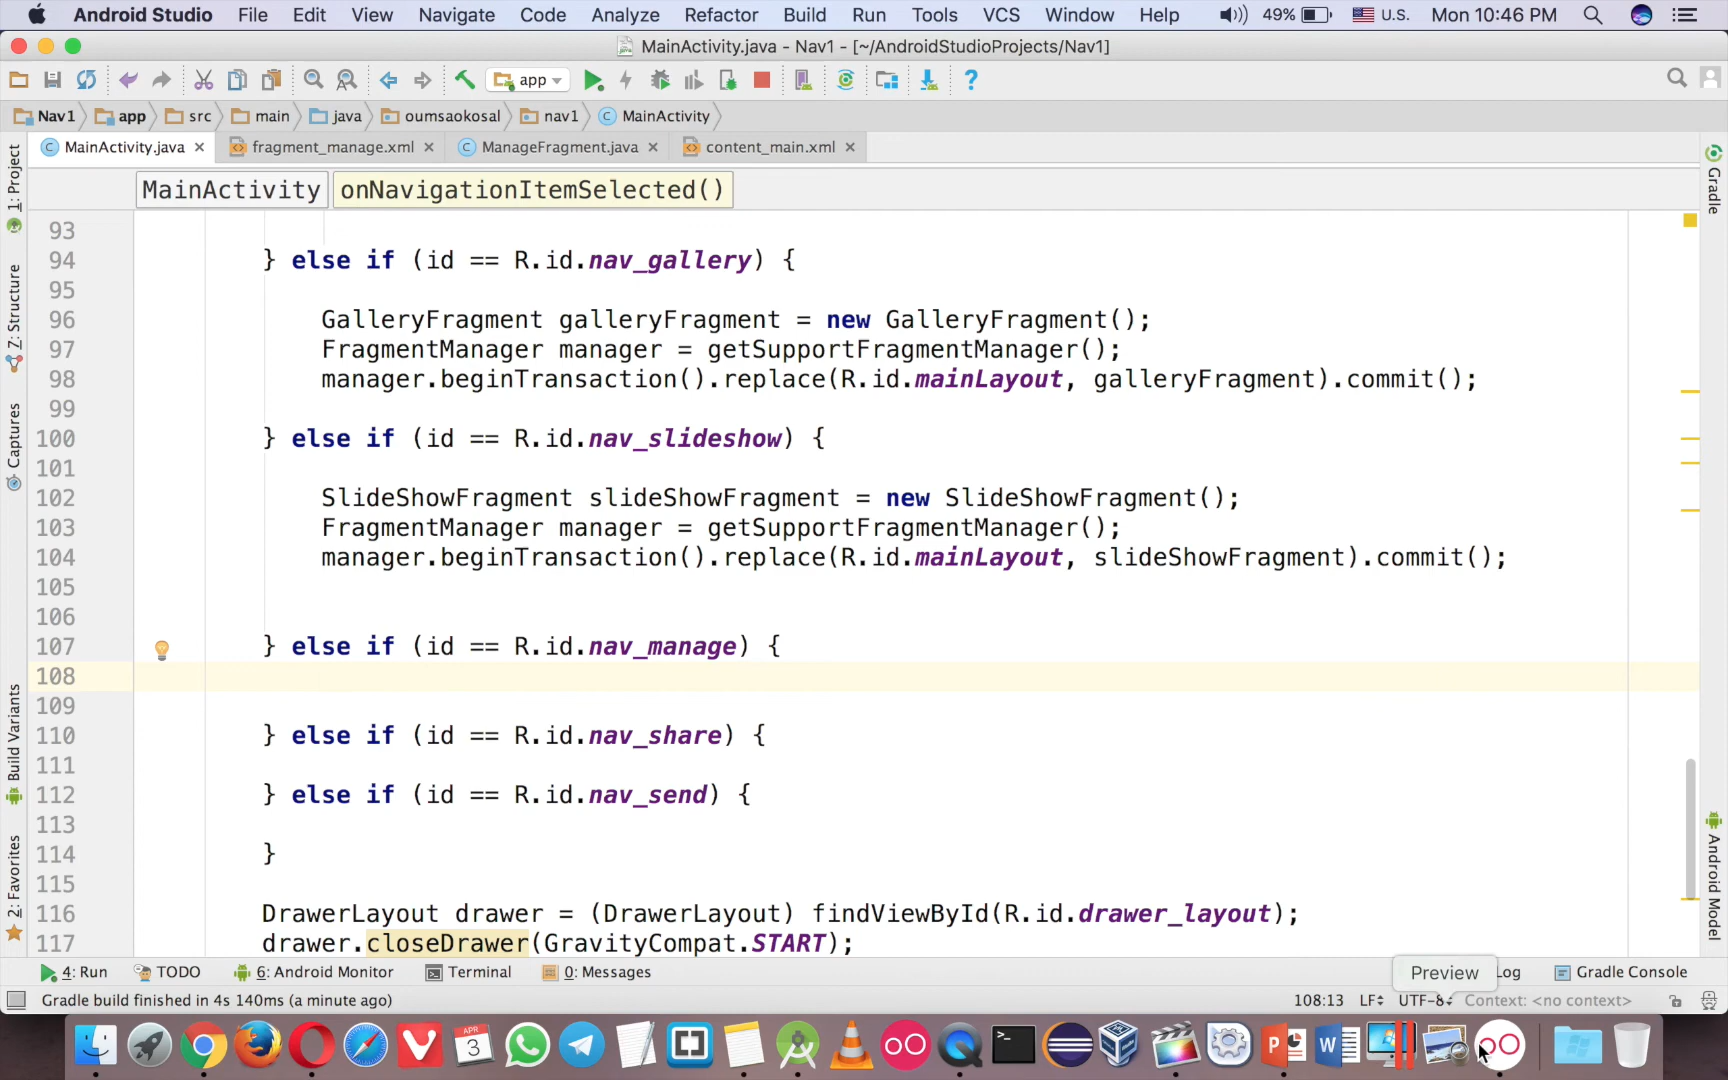 Android Studio File Edit View Navigate Code Analyze Refactor Build Run Tools VCS Window Help 49% U.S. Mon 10:46 PM
MainActivity.java - Nav1 - [~/AndroidStudioProjects/Nav1]
app
Nav1 app src main java oumsaokosal nav1 MainActivity
MainActivity.java fragment_manage.xml ManageFragment.java content_main.xml
MainActivity onNavigationItemSelected()
93
94 } else if (id == R.id.nav_gallery) {
95
96 GalleryFragment galleryFragment = new GalleryFragment();
97 FragmentManager manager = getSupportFragmentManager();
98 manager.beginTransaction().replace(R.id.mainLayout, galleryFragment).commit();
99
100 } else if (id == R.id.nav_slideshow) {
101
102 SlideShowFragment slideShowFragment = new SlideShowFragment();
103 FragmentManager manager = getSupportFragmentManager();
104 manager.beginTransaction().replace(R.id.mainLayout, slideShowFragment).commit();
105
106
107 } else if (id == R.id.nav_manage) {
108
109
110 } else if (id == R.id.nav_share) {
111
112 } else if (id == R.id.nav_send) {
113
114 }
115
116 DrawerLayout drawer = (DrawerLayout) findViewById(R.id.drawer_layout);
117 drawer.closeDrawer(GravityCompat.START);
1: Project
7: Structure
Captures
Build Variants
2: Favorites
Gradle
Android Model
4: Run TODO 6: Android Monitor Terminal 0: Messages Preview Log Gradle Console
Gradle build finished in 4s 140ms (a minute ago) 108:13 LF UTF-8 Context: <no context>
APR
3
P W